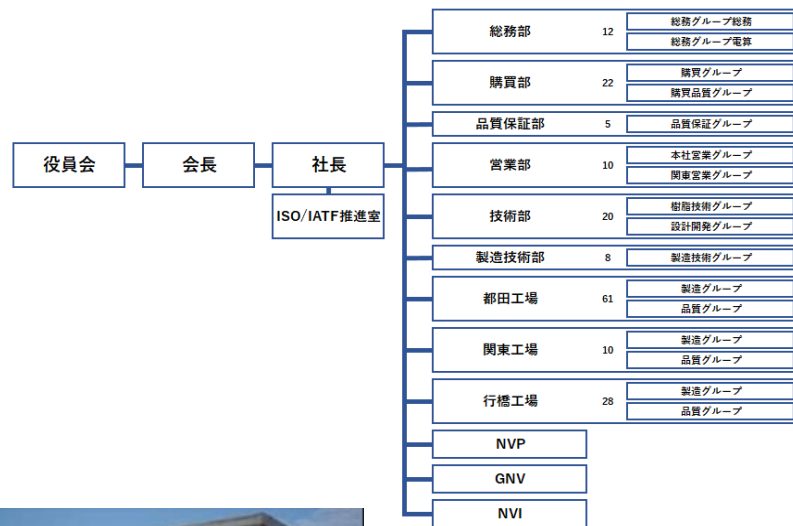 役員会
会長
社長
ISO/IATF推進室
総務部 12
総務グループ総務
総務グループ電算
購買部 22
購買グループ
購買品質グループ
品質保証部 5
品質保証グループ
営業部 10
本社営業グループ
関東営業グループ
技術部 20
樹脂技術グループ
設計開発グループ
製造技術部 8
製造技術グループ
都田工場 61
製造グループ
品質グループ
関東工場 10
製造グループ
品質グループ
行橋工場 28
製造グループ
品質グループ
NVP
GNV
NVI